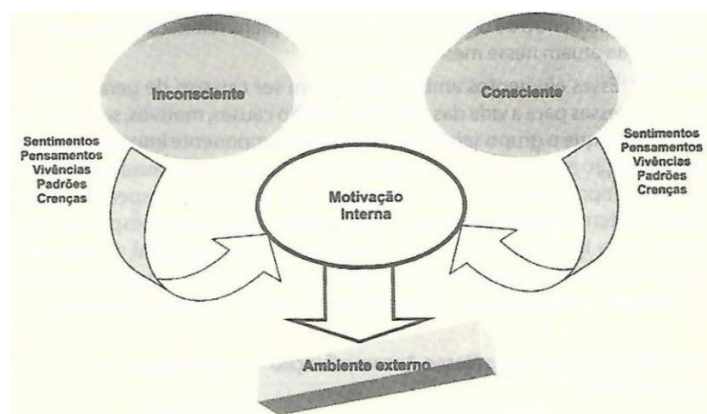 Inconsciente
Consciente
Sentimentos
Pensamentos
Vivências
Padrões
Crenças
Sentimentos
Pensamentos
Vivências
Padrões
Crenças
Motivação
Interna
Ambiente externo